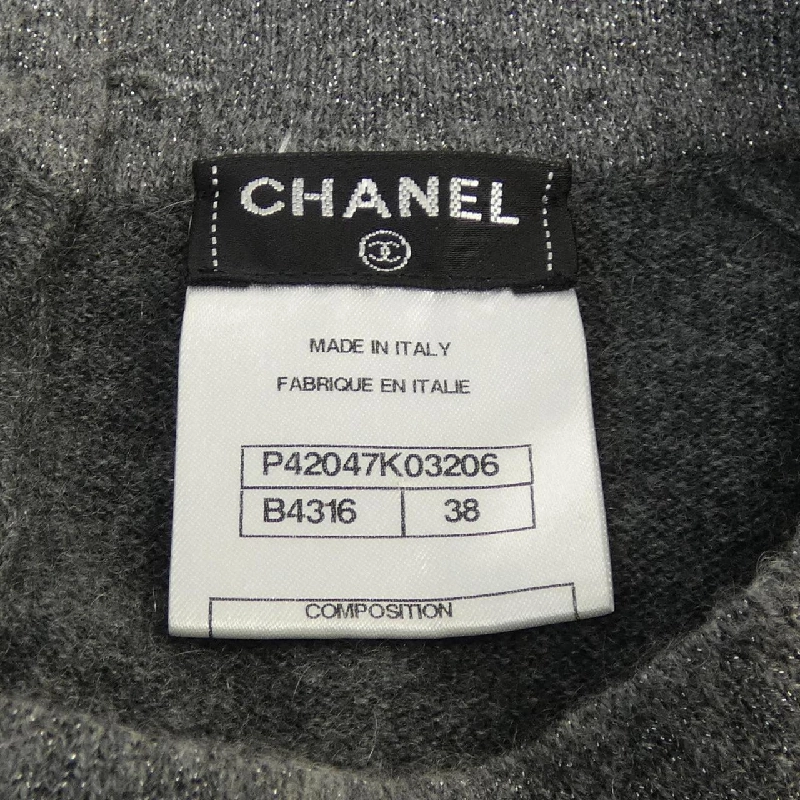 CHANEL
MADE IN ITALY
FABRIQUE EN ITALIE
P42047K03206
B4316 38
COMPOSITION